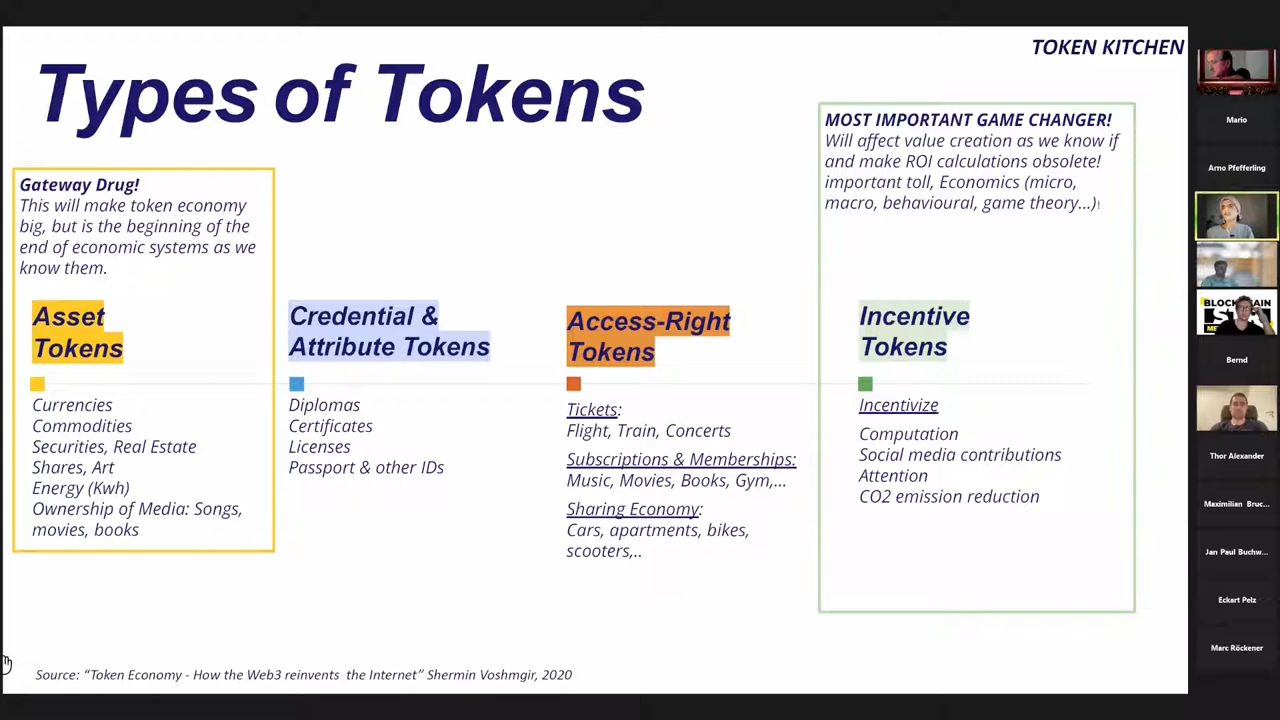 TOKEN KITCHEN
Types of Tokens
Gateway Drug!
This will make token economy
big, but is the beginning of the
end of economic systems as we
know them.
MOST IMPORTANT GAME CHANGER!
Will affect value creation as we know if
and make ROI calculations obsolete!
important toll, Economics (micro,
macro, behavioural, game theory...)!
Asset
Tokens
Currencies
Commodities
Securities, Real Estate
Shares, Art
Energy (Kwh)
Ownership of Media: Songs,
movies, books
Credential &
Attribute Tokens
Diplomas
Certificates
Licenses
Passport & other IDs
Access-Right
Tokens
Tickets:
Flight, Train, Concerts
Subscriptions & Memberships:
Music, Movies, Books, Gym,...
Sharing Economy:
Cars, apartments, bikes,
scooters,..
Incentive
Tokens
Incentivize
Computation
Social media contributions
Attention
CO2 emission reduction
Source: “Token Economy - How the Web3 reinvents the Internet” Shermin Voshmgir, 2020
Mario
Arno Pfefferling
Bernd
Thor Alexander
Maximilian Bruc...
Jan Paul Buchw...
Eckart Pelz
Marc Röckener